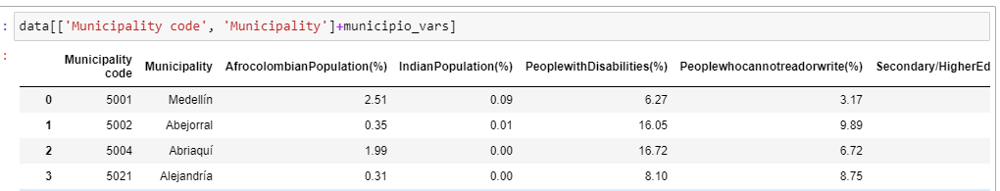 : data[['Municipality code', 'Municipality']+municipio_vars]
:
Municipality code Municipality AfrocolombianPopulation(%) IndianPopulation(%) PeoplewithDisabilities(%) Peoplewhocannotreadorwrite(%) Secondary/HigherEd
0 5001 Medellín 2.51 0.09 6.27 3.17
1 5002 Abejorral 0.35 0.01 16.05 9.89
2 5004 Abriaquí 1.99 0.00 16.72 6.72
3 5021 Alejandría 0.31 0.00 8.10 8.75